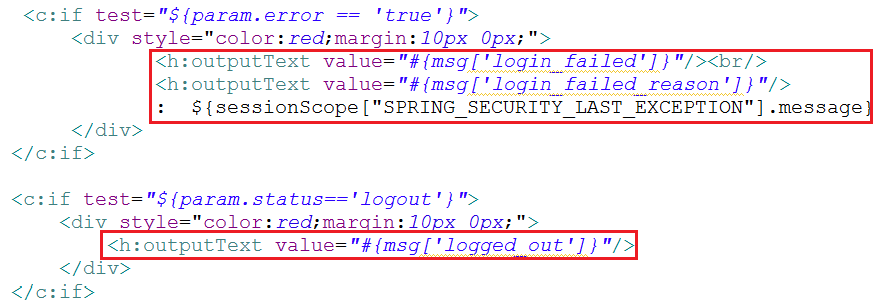 <c:if test="${param.error == 'true'}">
<div style="color:red;margin:10px 0px;">
<h:outputText value="#{msg['login_failed']}"/><br/>
<h:outputText value="#{msg['login_failed_reason']}"/>
:  ${sessionScope["SPRING_SECURITY_LAST_EXCEPTION"].message}
</div>
</c:if>
<c:if test="${param.status=='logout'}">
<div style="color:red;margin:10px 0px;">
<h:outputText value="#{msg['logged_out']}"/>
</div>
</c:if>